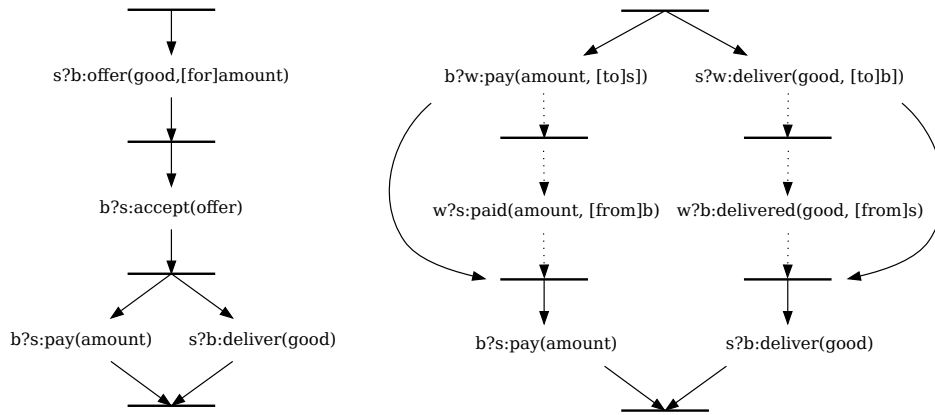 s?b:offer(good,[for]amount)
b?s:accept(offer)
b?s:pay(amount)
s?b:deliver(good)
b?w:pay(amount, [to]s])
s?w:deliver(good, [to]b])
w?s:paid(amount, [from]b)
w?b:delivered(good, [from]s)
b?s:pay(amount)
s?b:deliver(good)